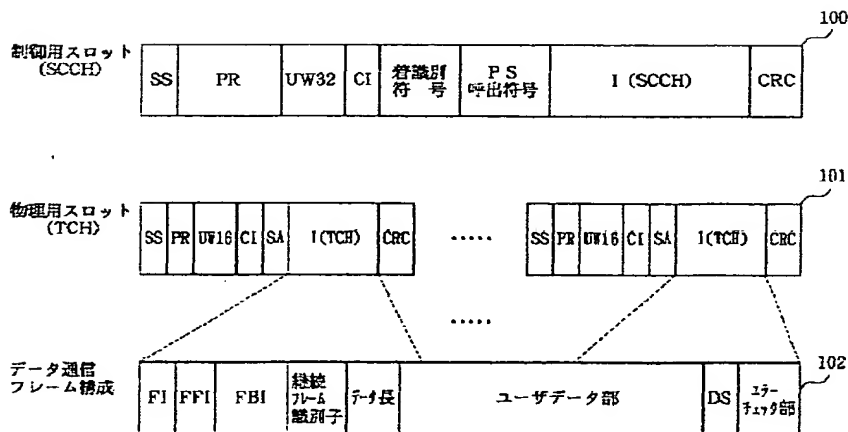 100
制御用スロット
(SCCH)
SS PR UW32 CI 着識別符号 PS呼出符号 I (SCCH) CRC
101
物理用スロット
(TCH)
SS PR UW16 CI SA I(TCH) CRC ····· SS PR UW16 CI SA I(TCH) CRC
·····
データ通信
フレーム構成
102
FI FFI FBI 継続フレーム識別子 データ長 ユーザデータ部 DS エラーチェック部